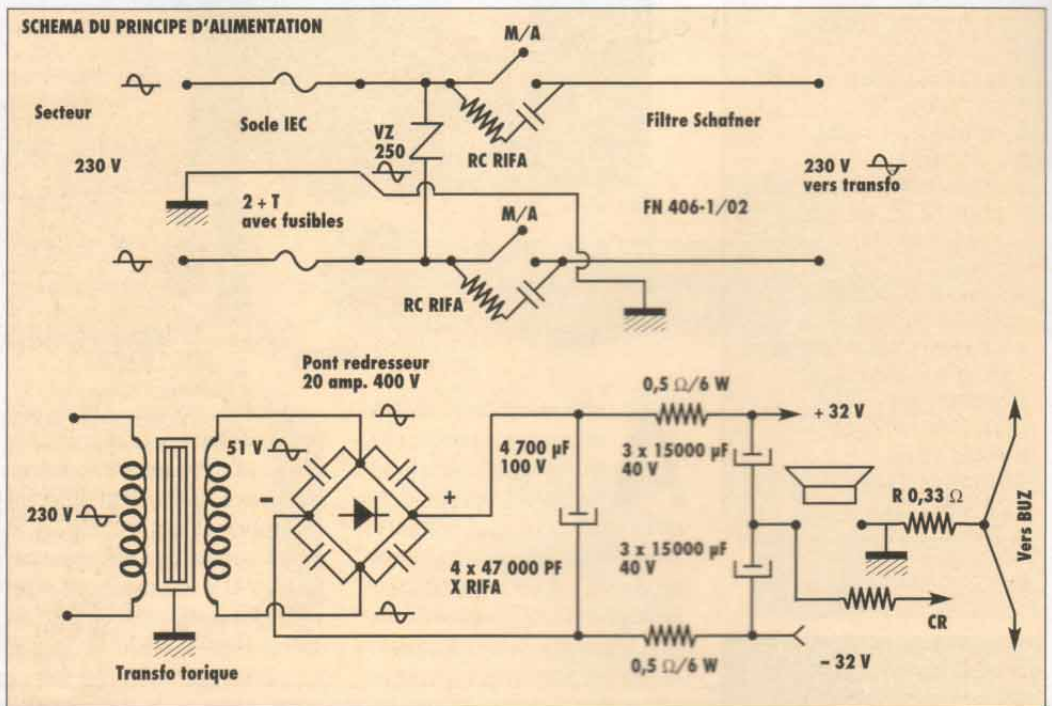 SCHEMA DU PRINCIPE D'ALIMENTATION
M/A
Secteur
Socle IEC
VZ
250
RC RIFA
Filtre Schafner
230 V
230 V
vers transfo
2 + T
avec fusibles
M/A
FN 406-1/02
RC RIFA
Pont redresseur
20 amp. 400 V
0,5 Ω/6 W
+ 32 V
51 V
4 700 µF
100 V
3 x 15000 µF
40 V
–
+
R 0,33 Ω
230 V
Vers BUZ
4 x 47 000 PF
X RIFA
3 x 15000 µF
40 V
CR
Transfo torique
0,5 Ω/6 W
– 32 V